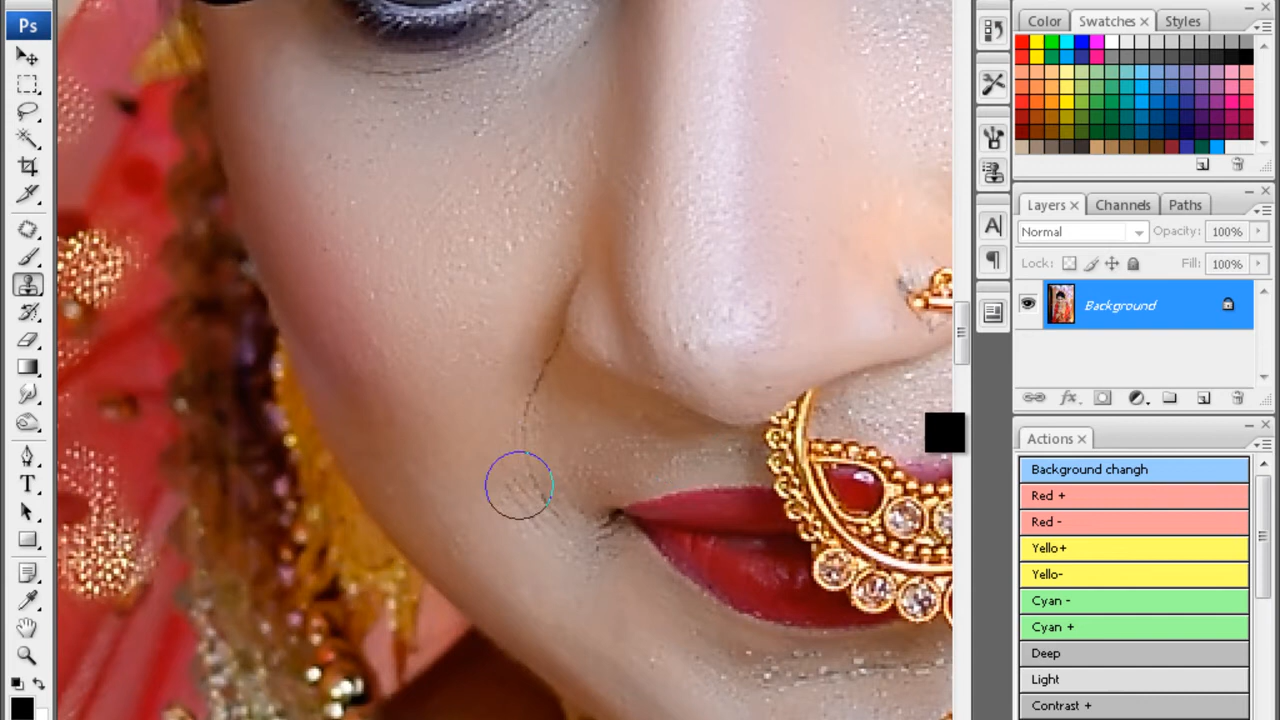 Ps
Color
Swatches
Styles
Layers
Channels
Paths
Normal
Opacity: 100%
Lock:
Fill: 100%
Background
fx
T
A
Actions
Background changh
Red +
Red -
Yello+
Yello-
Cyan -
Cyan +
Deep
Light
Contrast +